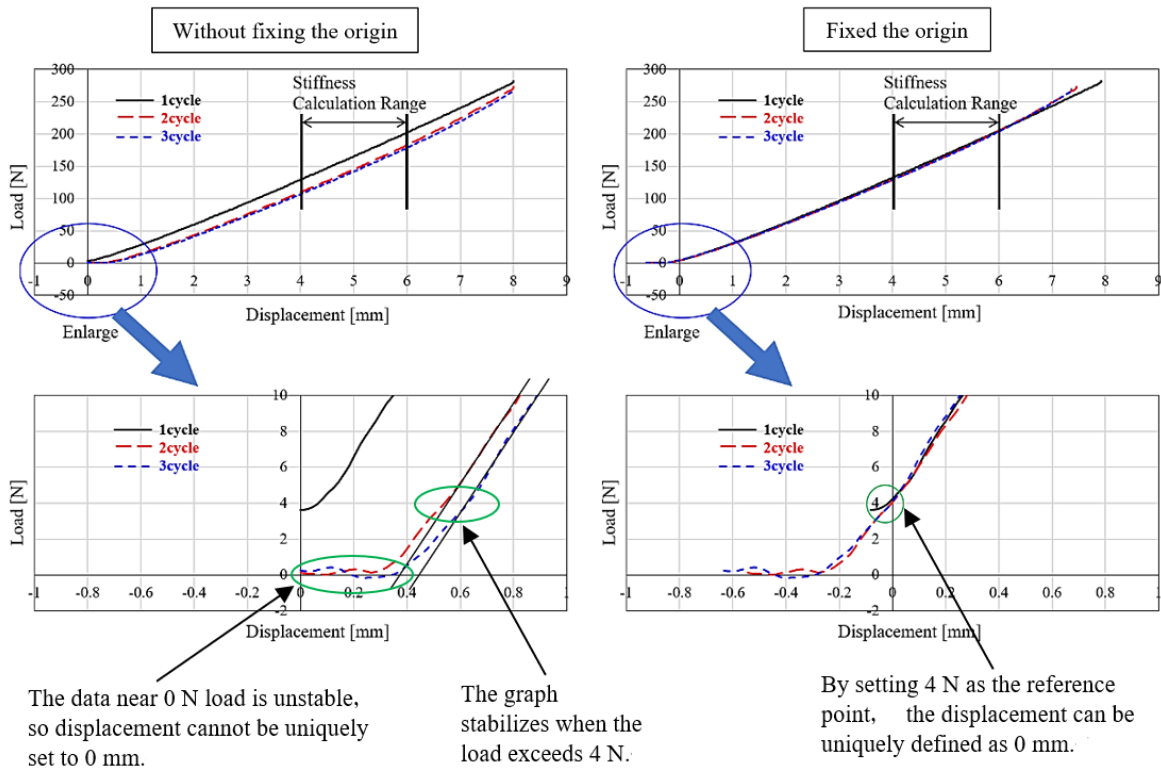 Without fixing the origin
Fixed the origin
300
250
200
150
100
50
0
-50
-1
0
1
2
3
4
5
6
7
8
9
Load [N]
Displacement [mm]
1cycle
2cycle
3cycle
Stiffness
Calculation Range
Enlarge
300
250
200
150
100
50
0
-50
-1
0
1
2
3
4
5
6
7
8
9
Load [N]
Displacement [mm]
1cycle
2cycle
3cycle
Stiffness
Calculation Range
Enlarge
10
8
6
4
2
0
-2
-1
-0.8
-0.6
-0.4
-0.2
0
0.2
0.4
0.6
0.8
1
Load [N]
Displacement [mm]
1cycle
2cycle
3cycle
10
8
6
4
2
0
-2
-1
-0.8
-0.6
-0.4
-0.2
0
0.2
0.4
0.6
0.8
1
Load [N]
Displacement [mm]
1cycle
2cycle
3cycle
The data near 0 N load is unstable,
so displacement cannot be uniquely
set to 0 mm.
The graph
stabilizes when the
load exceeds 4 N.
By setting 4 N as the reference
point, the displacement can be
uniquely defined as 0 mm.